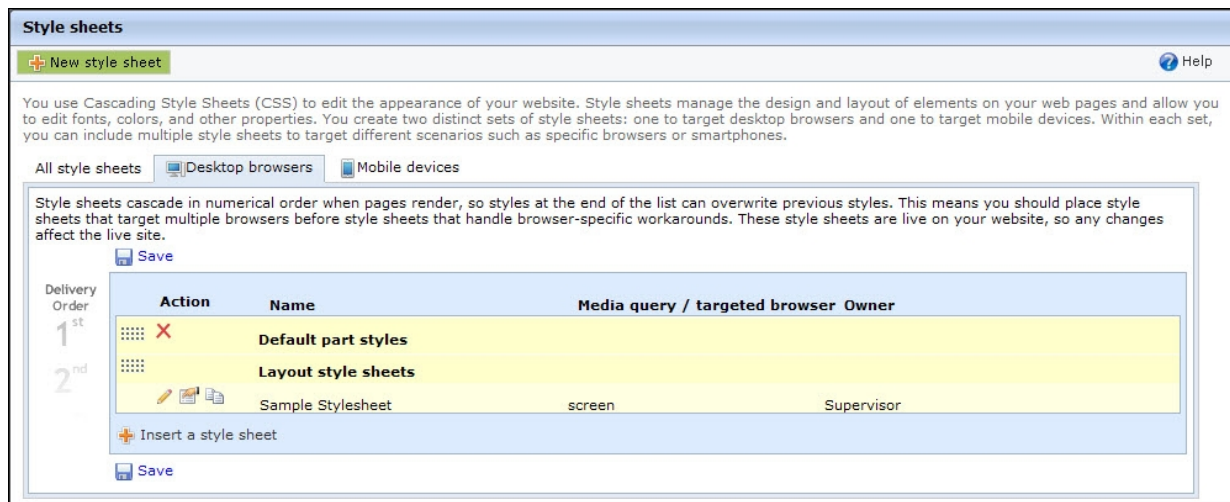 Style sheets
New style sheet
Help
You use Cascading Style Sheets (CSS) to edit the appearance of your website. Style sheets manage the design and layout of elements on your web pages and allow you
to edit fonts, colors, and other properties. You create two distinct sets of style sheets: one to target desktop browsers and one to target mobile devices. Within each set,
you can include multiple style sheets to target different scenarios such as specific browsers or smartphones.
All style sheets Desktop browsers Mobile devices
Style sheets cascade in numerical order when pages render, so styles at the end of the list can overwrite previous styles. This means you should place style
sheets that target multiple browsers before style sheets that handle browser-specific workarounds. These style sheets are live on your website, so any changes
affect the live site.
Save
Delivery
Order
Action Name Media query / targeted browser Owner
1st
Default part styles
2nd
Layout style sheets
Sample Stylesheet screen Supervisor
Insert a style sheet
Save